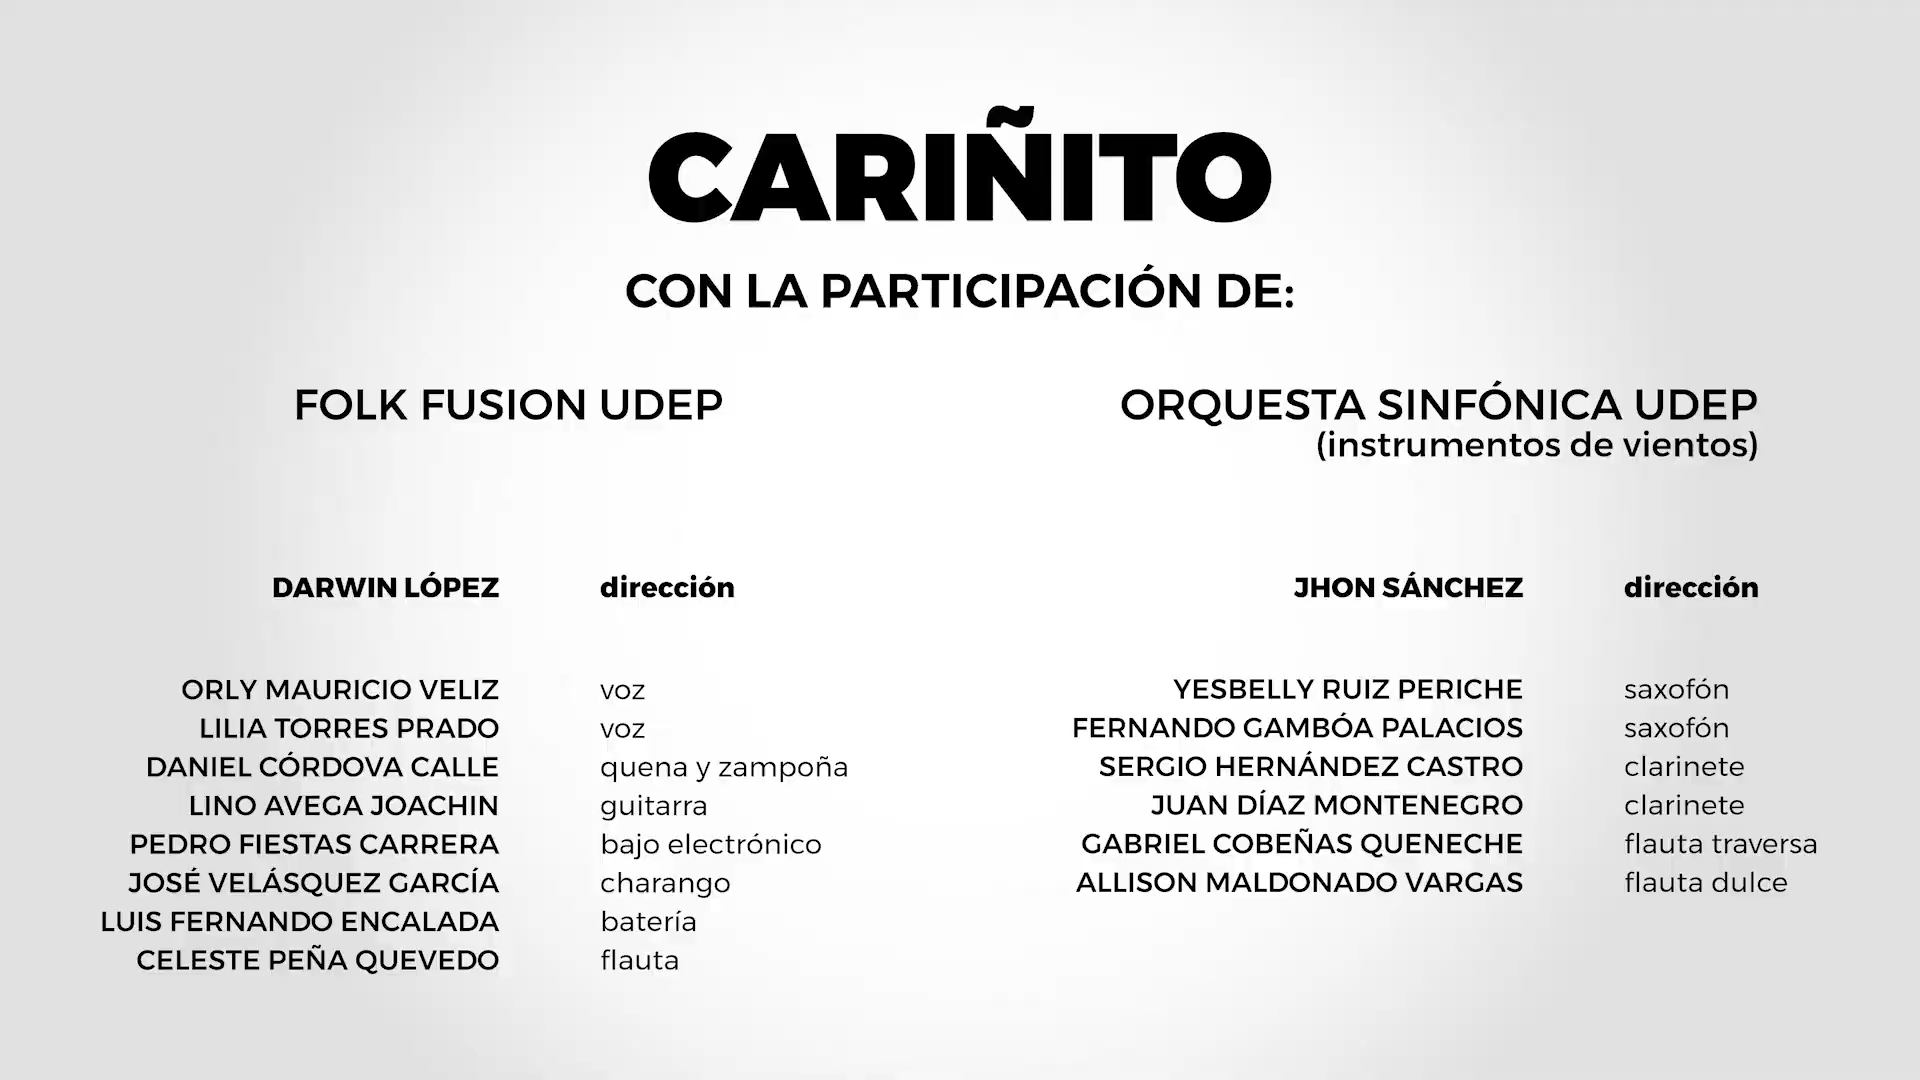 CARIÑITO
CON LA PARTICIPACIÓN DE:
FOLK FUSION UDEP
DARWIN LÓPEZ dirección
ORLY MAURICIO VELIZ voz
LILIA TORRES PRADO voz
DANIEL CÓRDOVA CALLE quena y zampoña
LINO AVEGA JOACHIN guitarra
PEDRO FIESTAS CARRERA bajo electrónico
JOSÉ VELÁSQUEZ GARCÍA charango
LUIS FERNANDO ENCALADA batería
CELESTE PEÑA QUEVEDO flauta
ORQUESTA SINFÓNICA UDEP
(instrumentos de vientos)
JHON SÁNCHEZ dirección
YESBELLY RUIZ PERICHE saxofón
FERNANDO GAMBÓA PALACIOS saxofón
SERGIO HERNÁNDEZ CASTRO clarinete
JUAN DÍAZ MONTENEGRO clarinete
GABRIEL COBEÑAS QUENECHE flauta traversa
ALLISON MALDONADO VARGAS flauta dulce